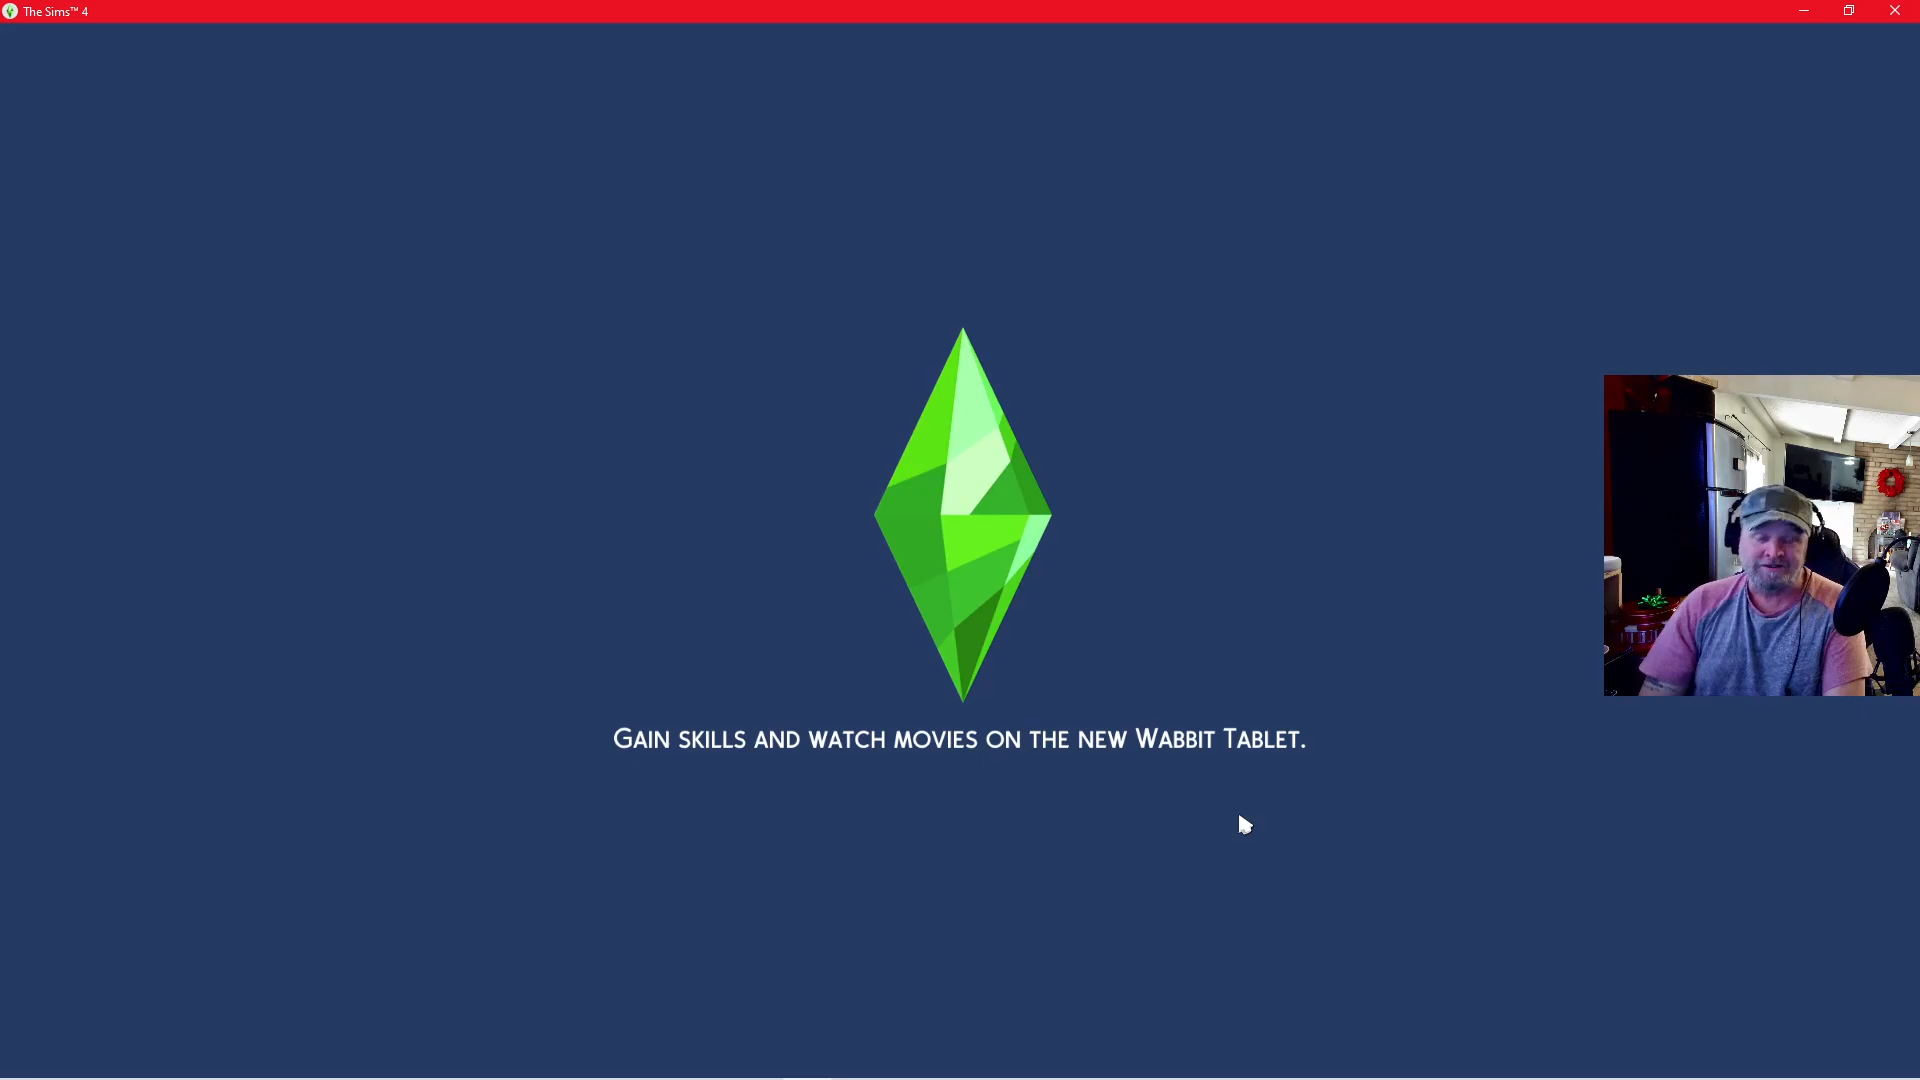 The Sims™ 4
Gain skills and watch movies on the new Wabbit Tablet.